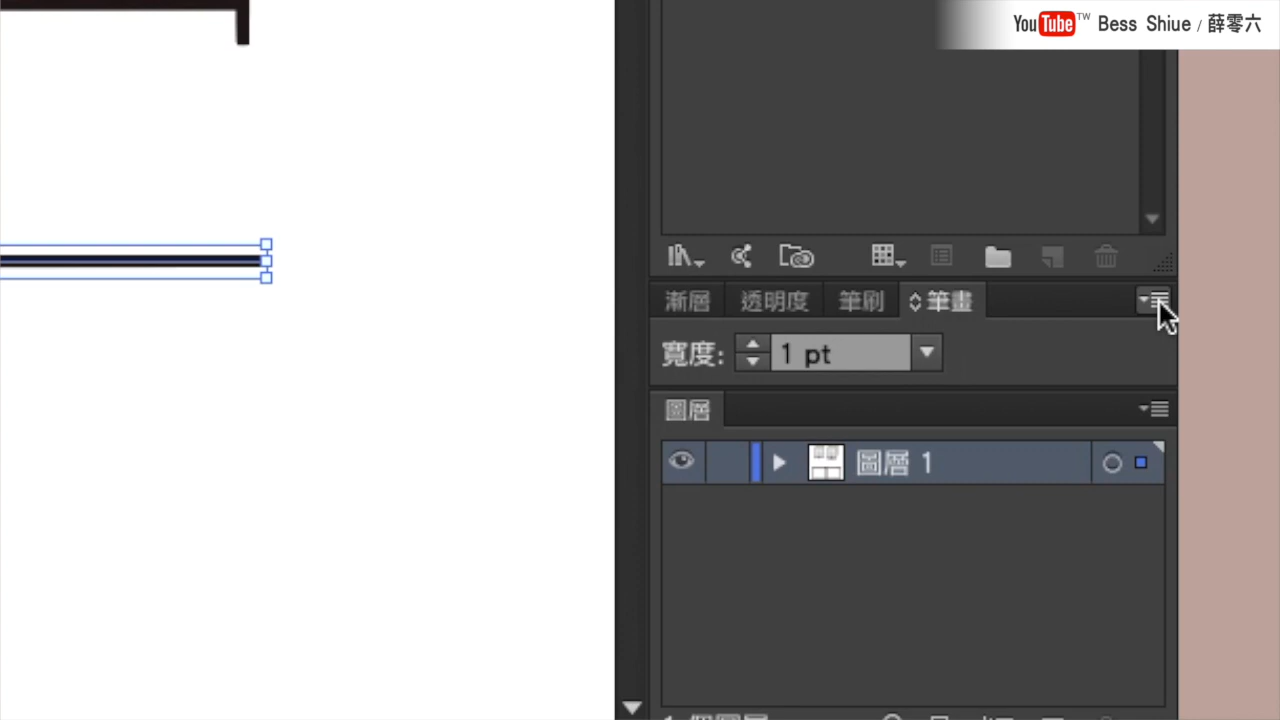 YouTube TW Bess Shiue / 薛零六
漸層 透明度 筆刷 筆畫
寬度: 1 pt
圖層
圖層 1